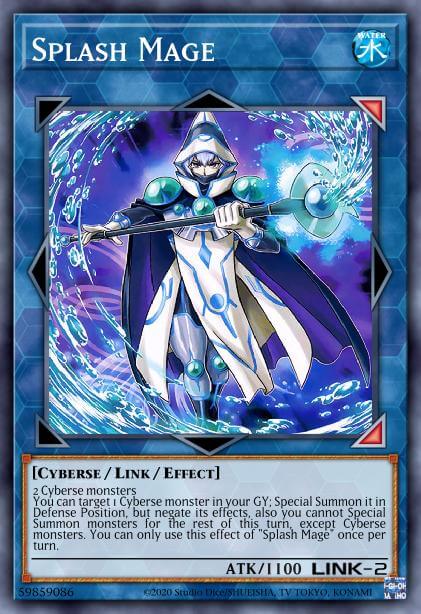 Splash Mage
WATER
水
[Cyberse / Link / Effect]
2 Cyberse monsters
You can target 1 Cyberse monster in your GY; Special Summon it in
Defense Position, but negate its effects, also you cannot Special
Summon monsters for the rest of this turn, except Cyberse
monsters. You can only use this effect of "Splash Mage" once per
turn.
ATK/1100 LINK-2
59859086
©2020 Studio Dice/SHUEISHA, TV TOKYO, KONAMI